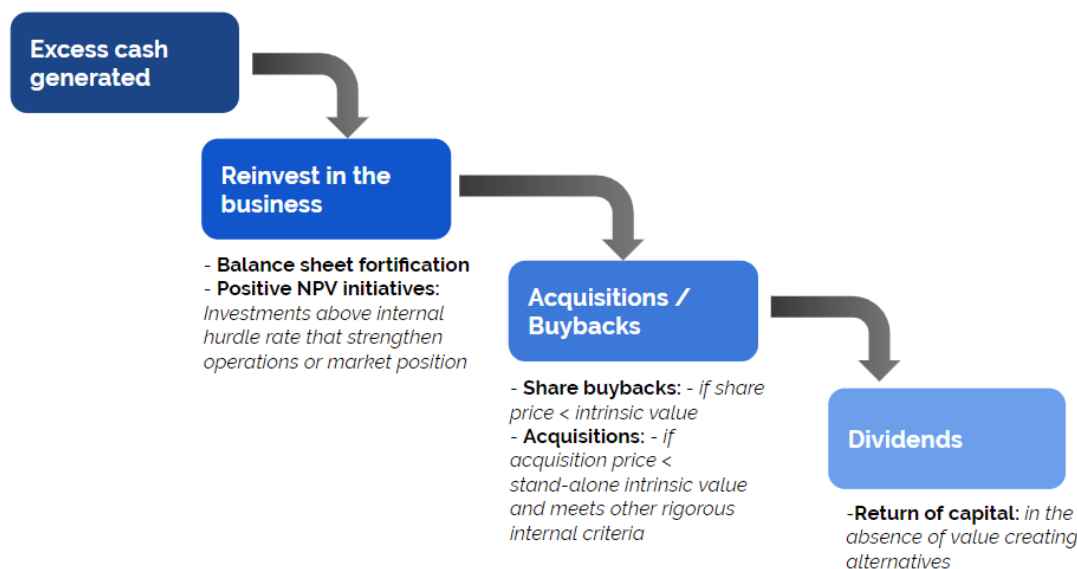 Excess cash
generated
Reinvest in the
business
- Balance sheet fortification
- Positive NPV initiatives:
Investments above internal
hurdle rate that strengthen
operations or market position
Acquisitions /
Buybacks
- Share buybacks: - if share
price < intrinsic value
- Acquisitions: - if
acquisition price <
stand-alone intrinsic value
and meets other rigorous
internal criteria
Dividends
-Return of capital: in the
absence of value creating
alternatives